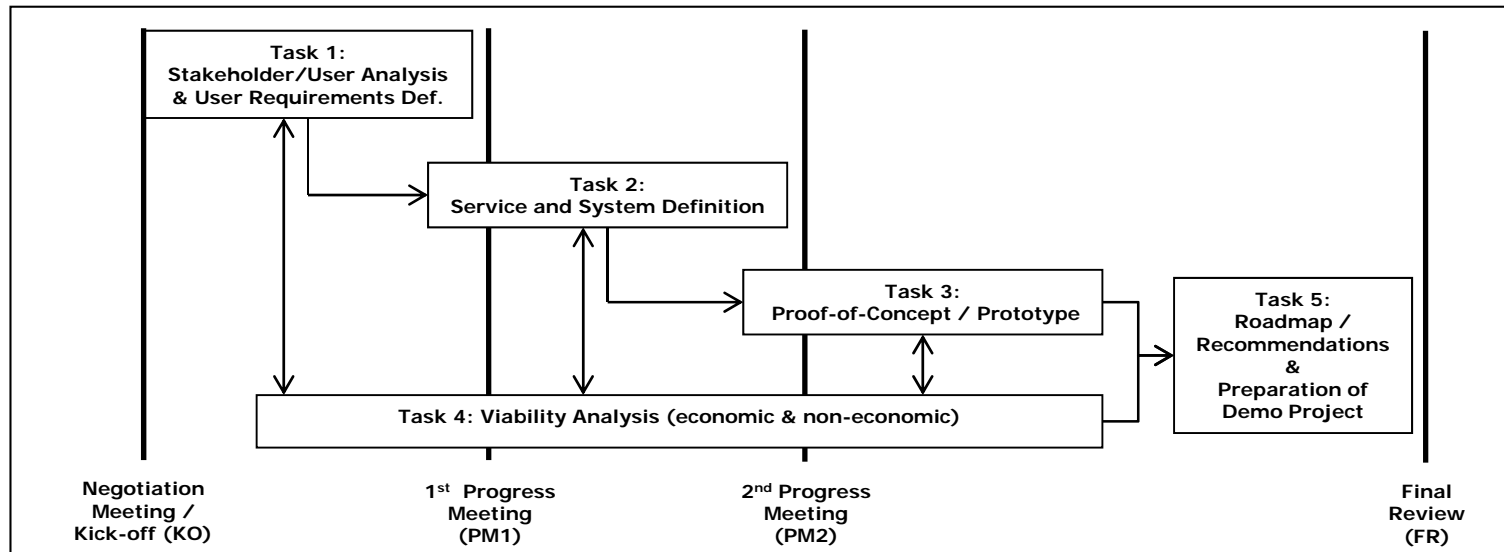 Task 1:
Stakeholder/User Analysis
& User Requirements Def.
Task 2:
Service and System Definition
Task 3:
Proof-of-Concept / Prototype
Task 5:
Roadmap /
Recommendations
&
Preparation of
Demo Project
Task 4: Viability Analysis (economic & non-economic)
Negotiation
Meeting /
Kick-off (KO)
1st Progress
Meeting
(PM1)
2nd Progress
Meeting
(PM2)
Final
Review
(FR)